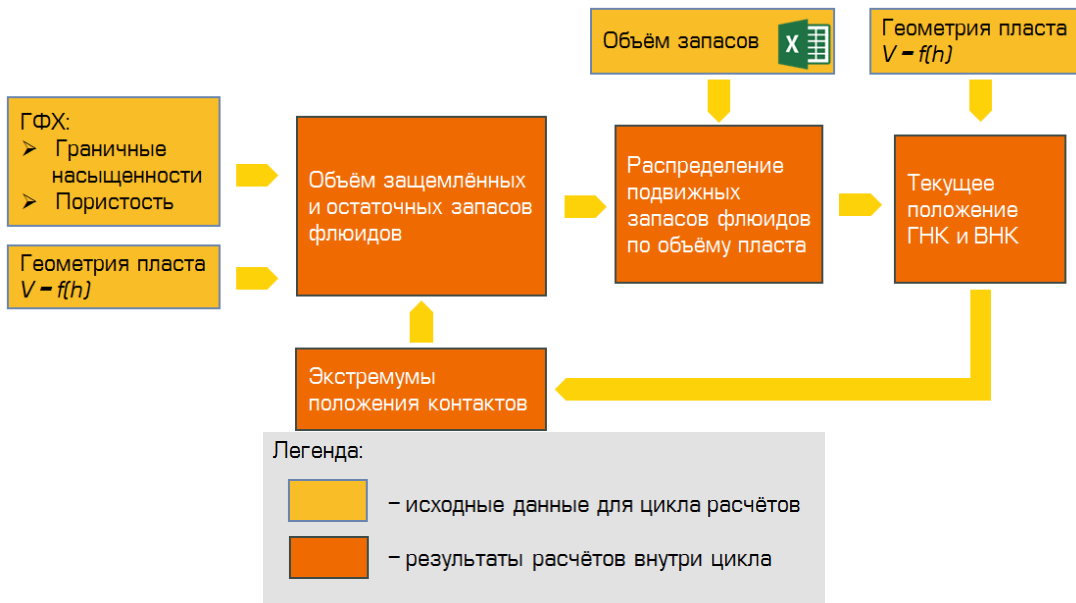 Объём запасов
X
Геометрия пласта
V – f(h)
ГФХ:
➢ Граничные
насыщенности
➢ Пористость
Геометрия пласта
V – f(h)
Объём защемлённых
и остаточных запасов
флюидов
Распределение
подвижных
запасов флюидов
по объёму пласта
Текущее
положение
ГНК и ВНК
Экстремумы
положения контактов
Легенда:
– исходные данные для цикла расчётов
– результаты расчётов внутри цикла